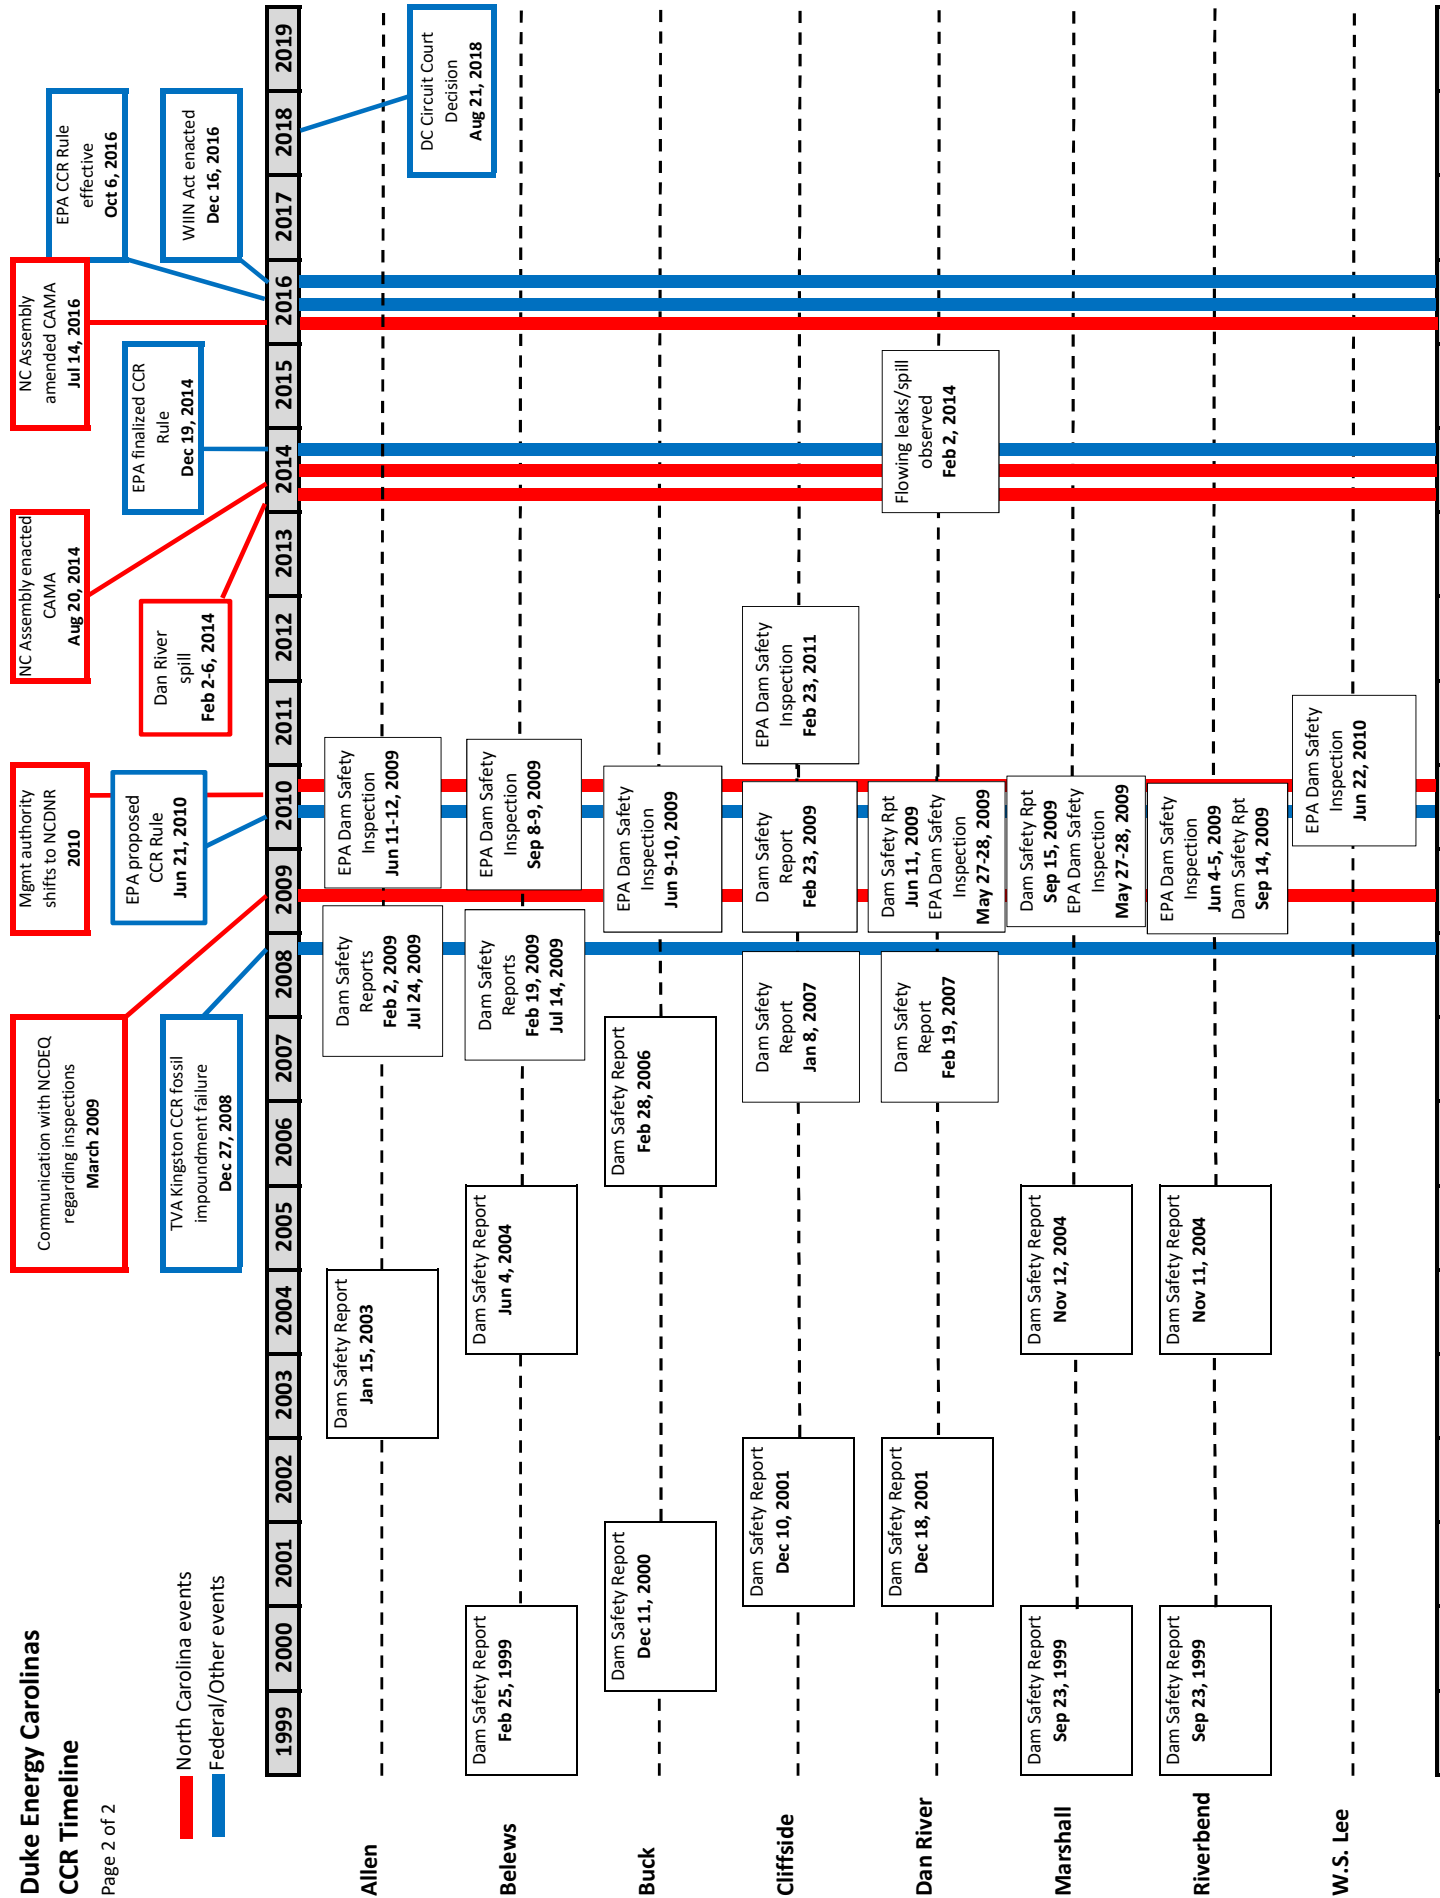 Duke Energy Carolinas
CCR Timeline
Page 2 of 2
North Carolina events
Federal/Other events
Communication with NCDEQ
regarding inspections
March 2009
TVA Kingston CCR fossil
impoundment failure
Dec 27, 2008
Mgmt authority
shifts to NCDNR
2010
EPA proposed
CCR Rule
Jun 21, 2010
NC Assembly enacted
CAMA
Aug 20, 2014
Dan River
spill
Feb 2-6, 2014
EPA finalized CCR
Rule
Dec 19, 2014
NC Assembly
amended CAMA
Jul 14, 2016
EPA CCR Rule
effective
Oct 6, 2016
WIIN Act enacted
Dec 16, 2016
1999
2000
2001
2002
2003
2004
2005
2006
2007
2008
2009
2010
2011
2012
2013
2014
2015
2016
2017
2018
2019
DC Circuit Court
Decision
Aug 21, 2018
Allen
Dam Safety Report
Jan 15, 2003
Dam Safety
Reports
Feb 2, 2009
Jul 24, 2009
EPA Dam Safety
Inspection
Jun 11-12, 2009
Belews
Dam Safety Report
Feb 25, 1999
Dam Safety Report
Jun 4, 2004
Dam Safety
Reports
Feb 19, 2009
Jul 14, 2009
EPA Dam Safety
Inspection
Sep 8-9, 2009
Buck
Dam Safety Report
Dec 11, 2000
Dam Safety Report
Feb 28, 2006
EPA Dam Safety
Inspection
Jun 9-10, 2009
Cliffside
Dam Safety Report
Dec 10, 2001
Dam Safety
Report
Jan 8, 2007
Dam Safety
Report
Feb 23, 2009
EPA Dam Safety
Inspection
Feb 23, 2011
Dan River
Dam Safety Report
Dec 18, 2001
Dam Safety
Report
Feb 19, 2007
Dam Safety Rpt
Jun 11, 2009
EPA Dam Safety
Inspection
May 27-28, 2009
Flowing leaks/spill
observed
Feb 2, 2014
Marshall
Dam Safety Report
Sep 23, 1999
Dam Safety Report
Nov 12, 2004
Dam Safety Rpt
Sep 15, 2009
EPA Dam Safety
Inspection
May 27-28, 2009
Riverbend
Dam Safety Report
Sep 23, 1999
Dam Safety Report
Nov 11, 2004
EPA Dam Safety
Inspection
Jun 4-5, 2009
Dam Safety Rpt
Sep 14, 2009
W.S. Lee
EPA Dam Safety
Inspection
Jun 22, 2010